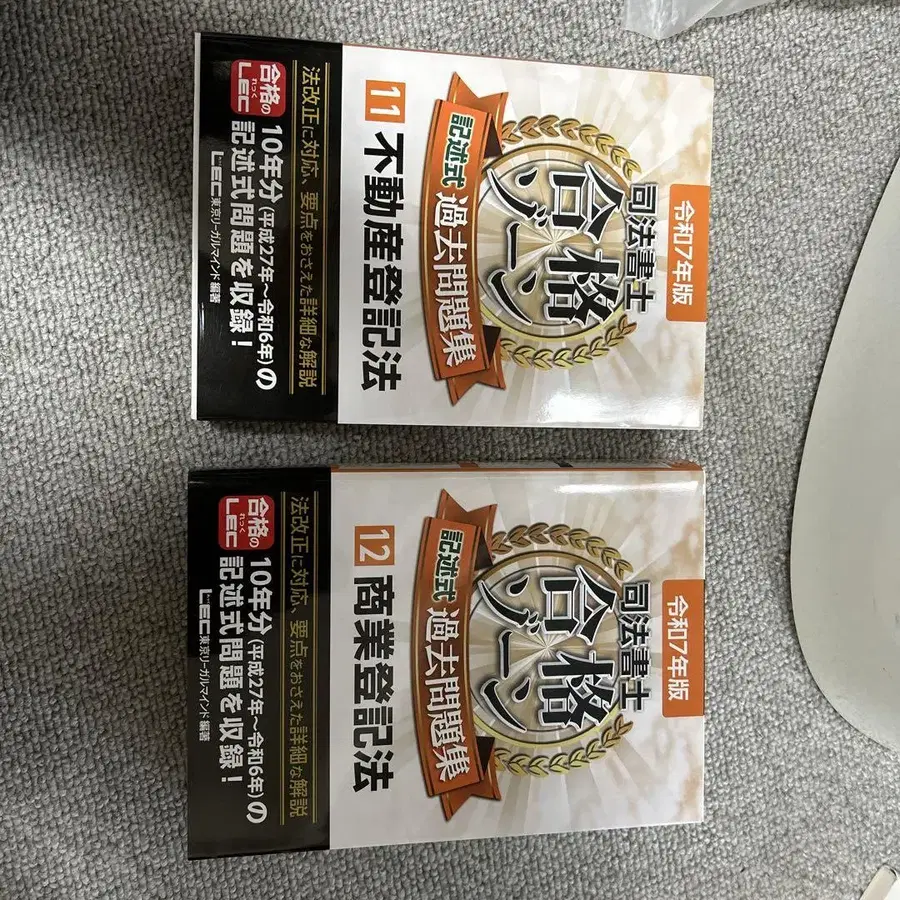 令和7年版
司法書士
合格
ゾーン
記述式
過去問題集
11 不動産登記法
法改正に対応、要点をおさえた詳細な解説
合格の
れっく
LEC
10年分(平成27年~令和6年)の
記述式問題を収録!
LEC東京リーガルマインド 編著
令和7年版
司法書士
合格
ゾーン
記述式
過去問題集
12 商業登記法
法改正に対応、要点をおさえた詳細な解説
合格の
れっく
LEC
10年分(平成27年~令和6年)の
記述式問題を収録!
LEC東京リーガルマインド 編著